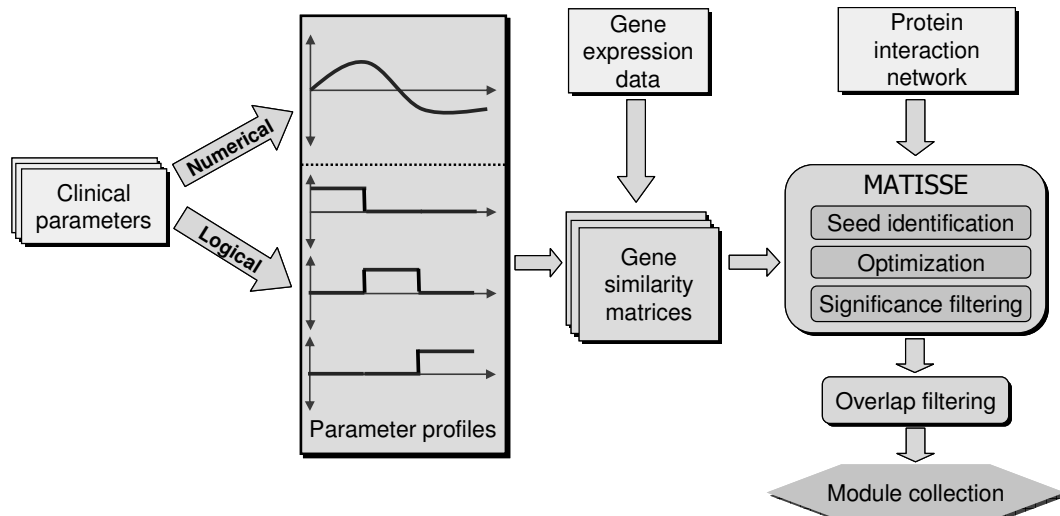 Clinical
parameters
Numerical
Logical
Parameter profiles
Gene
expression
data
Gene
similarity
matrices
Protein
interaction
network
MATISSE
Seed identification
Optimization
Significance filtering
Overlap filtering
Module collection